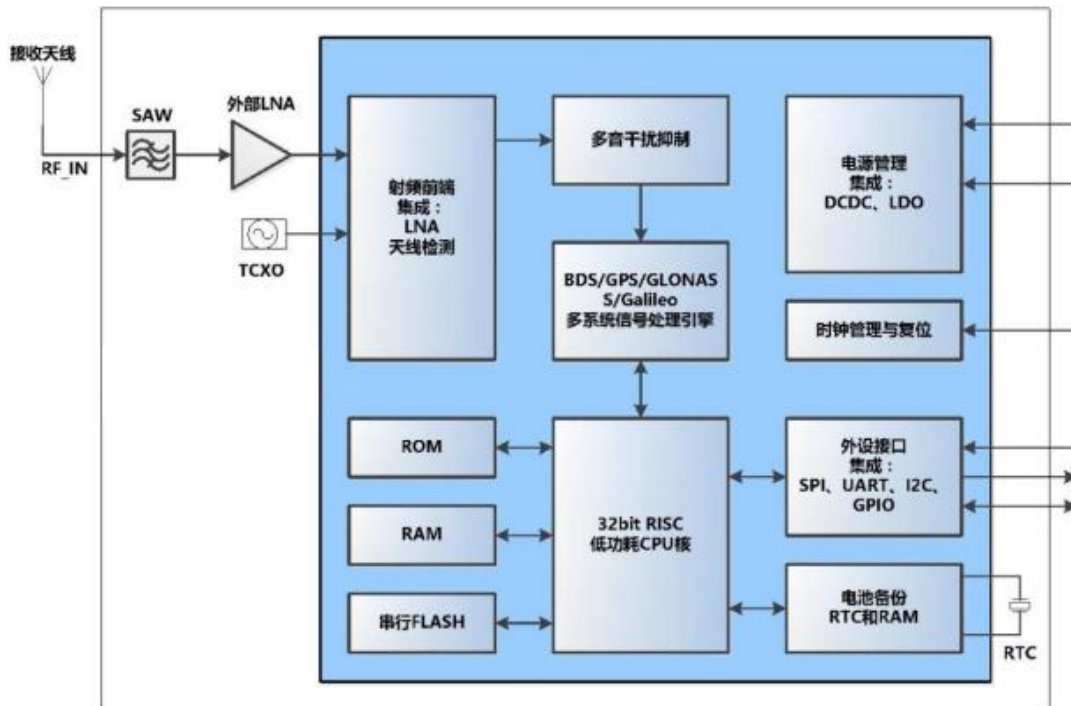 接收天线
SAW
外部LNA
RF_IN
TCXO
射频前端
集成：
LNA
天线检测
多音干扰抑制
BDS/GPS/GLONAS
S/Galileo
多系统信号处理引擎
电源管理
集成：
DCDC、LDO
时钟管理与复位
ROM
RAM
串行FLASH
32bit RISC
低功耗CPU核
外设接口
集成：
SPI、UART、I2C、
GPIO
电池备份
RTC和RAM
RTC